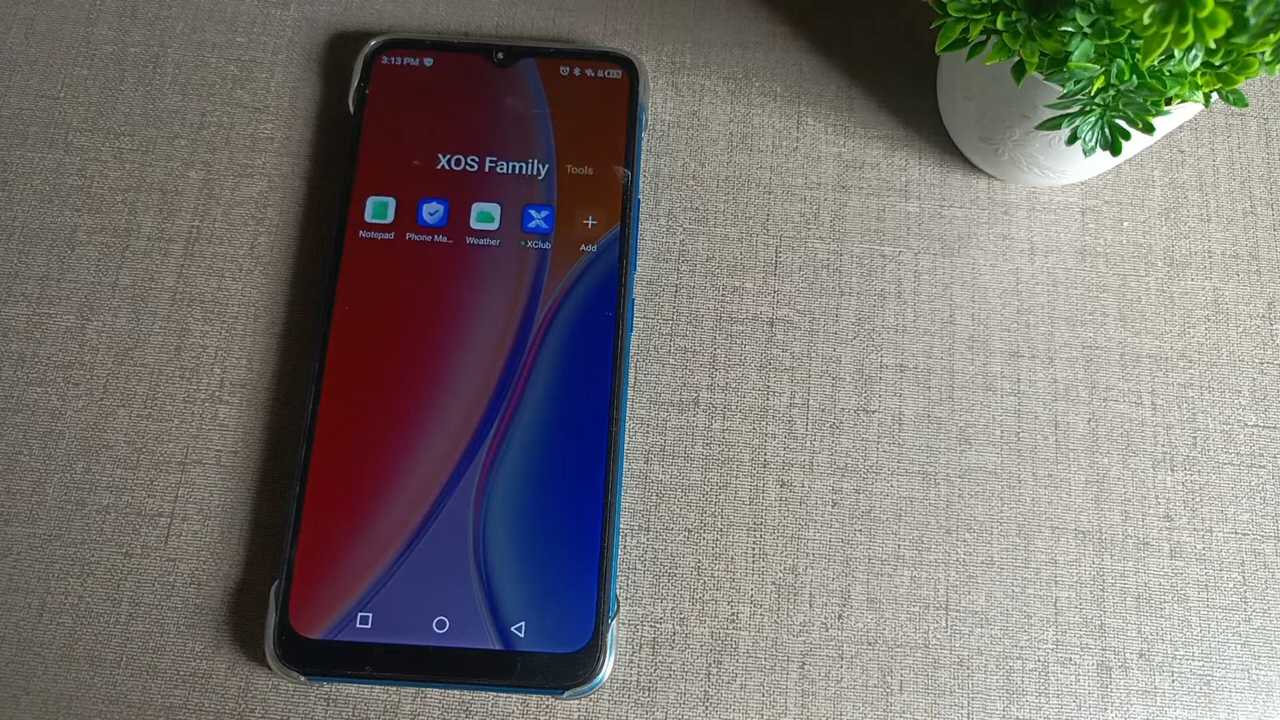 3:13 PM
XOS Family
Tools
Notepad
Phone Ma...
Weather
XClub
Add